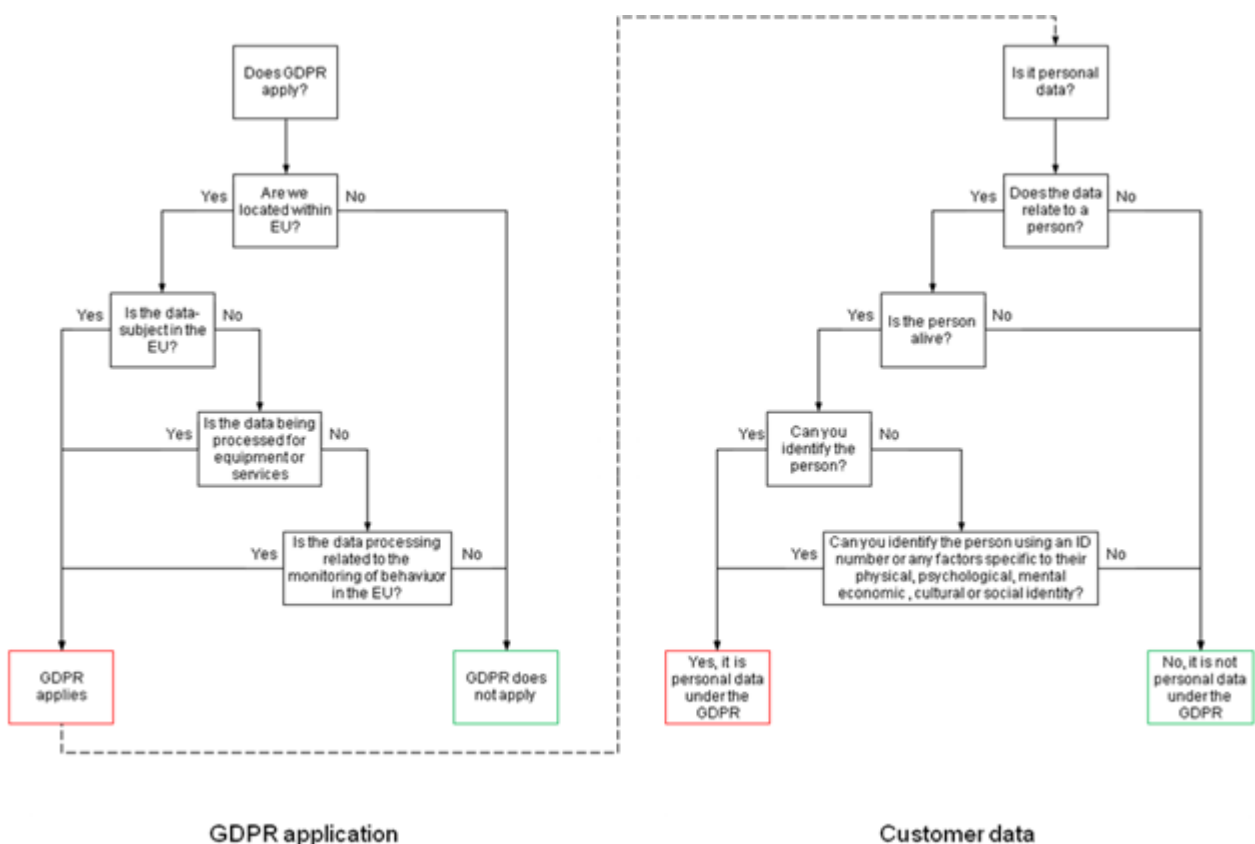 Does GDPR
apply?
Are we
located within
EU?
Yes
No
Is the data-
subject in the
EU?
Yes
No
Is the data being
processed for
equipment or
services
Yes
No
Is the data processing
related to the
monitoring of behaviuor
in the EU?
Yes
No
GDPR
applies
GDPR does
not apply
GDPR application
Is it personal
data?
Does the data
relate to a
person?
Yes
No
Is the person
alive?
Yes
No
Can you
identify the
person?
Yes
No
Can you identify the person using an ID
number or any factors specific to their
physical, psychological, mental
economic , cultural or social identity?
Yes
No
Yes, it is
personal data
under the
GDPR
No, it is not
personal data
under the
GDPR
Customer data